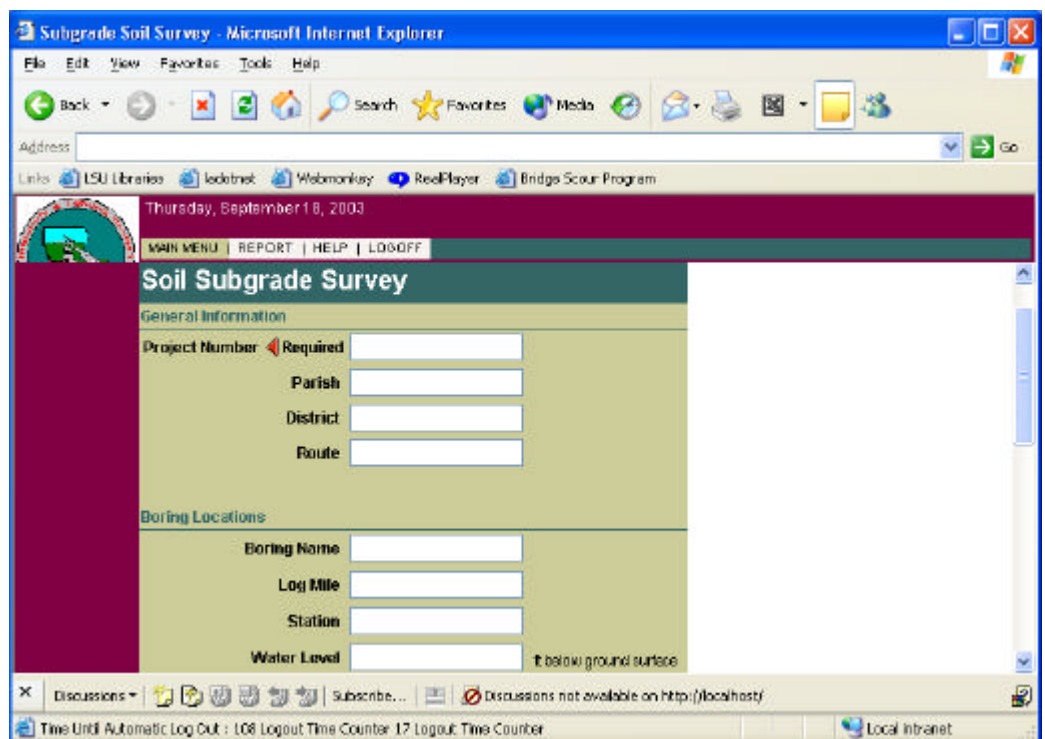 Subgrade Soil Survey - Microsoft Internet Explorer
File Edit View Favorites Tools Help
Back Search Favorites Media
Address Go
Links LSU Libraries ladotnet Webmonkey RealPlayer Bridge Scour Program
Thursday, September 18, 2003
MAIN MENU | REPORT | HELP | LOGOFF
Soil Subgrade Survey
General Information
Project Number Required
Parish
District
Route
Boring Locations
Boring Name
Log Mile
Station
Water Level ft below ground surface
Discussions Subscribe... Discussions not available on http://localhost/
Time Until Automatic Log Out : 108 Logout Time Counter 17 Logout Time Counter Local intranet